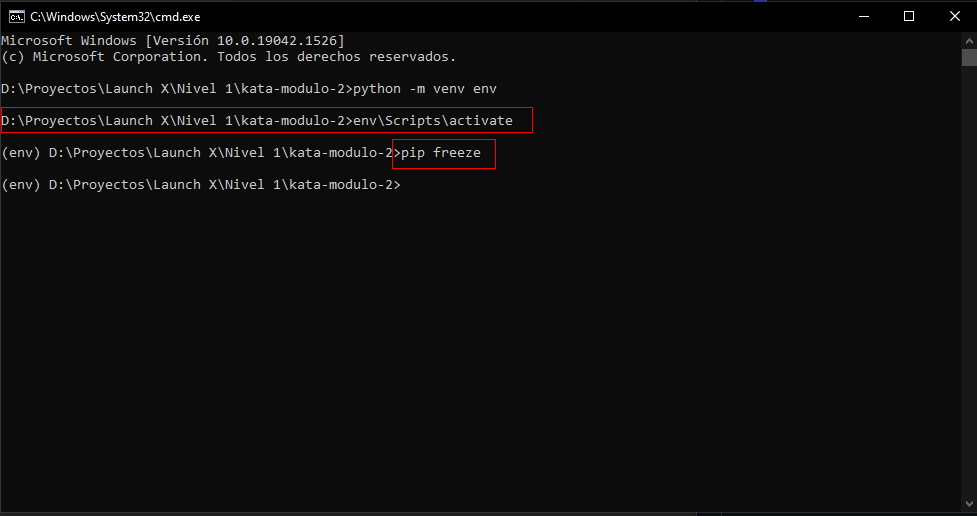 C:\Windows\System32\cmd.exe
Microsoft Windows [Versión 10.0.19042.1526]
(c) Microsoft Corporation. Todos los derechos reservados.
D:\Proyectos\Launch X\Nivel 1\kata-modulo-2>python -m venv env
D:\Proyectos\Launch X\Nivel 1\kata-modulo-2>env\Scripts\activate
(env) D:\Proyectos\Launch X\Nivel 1\kata-modulo-2>pip freeze
(env) D:\Proyectos\Launch X\Nivel 1\kata-modulo-2>